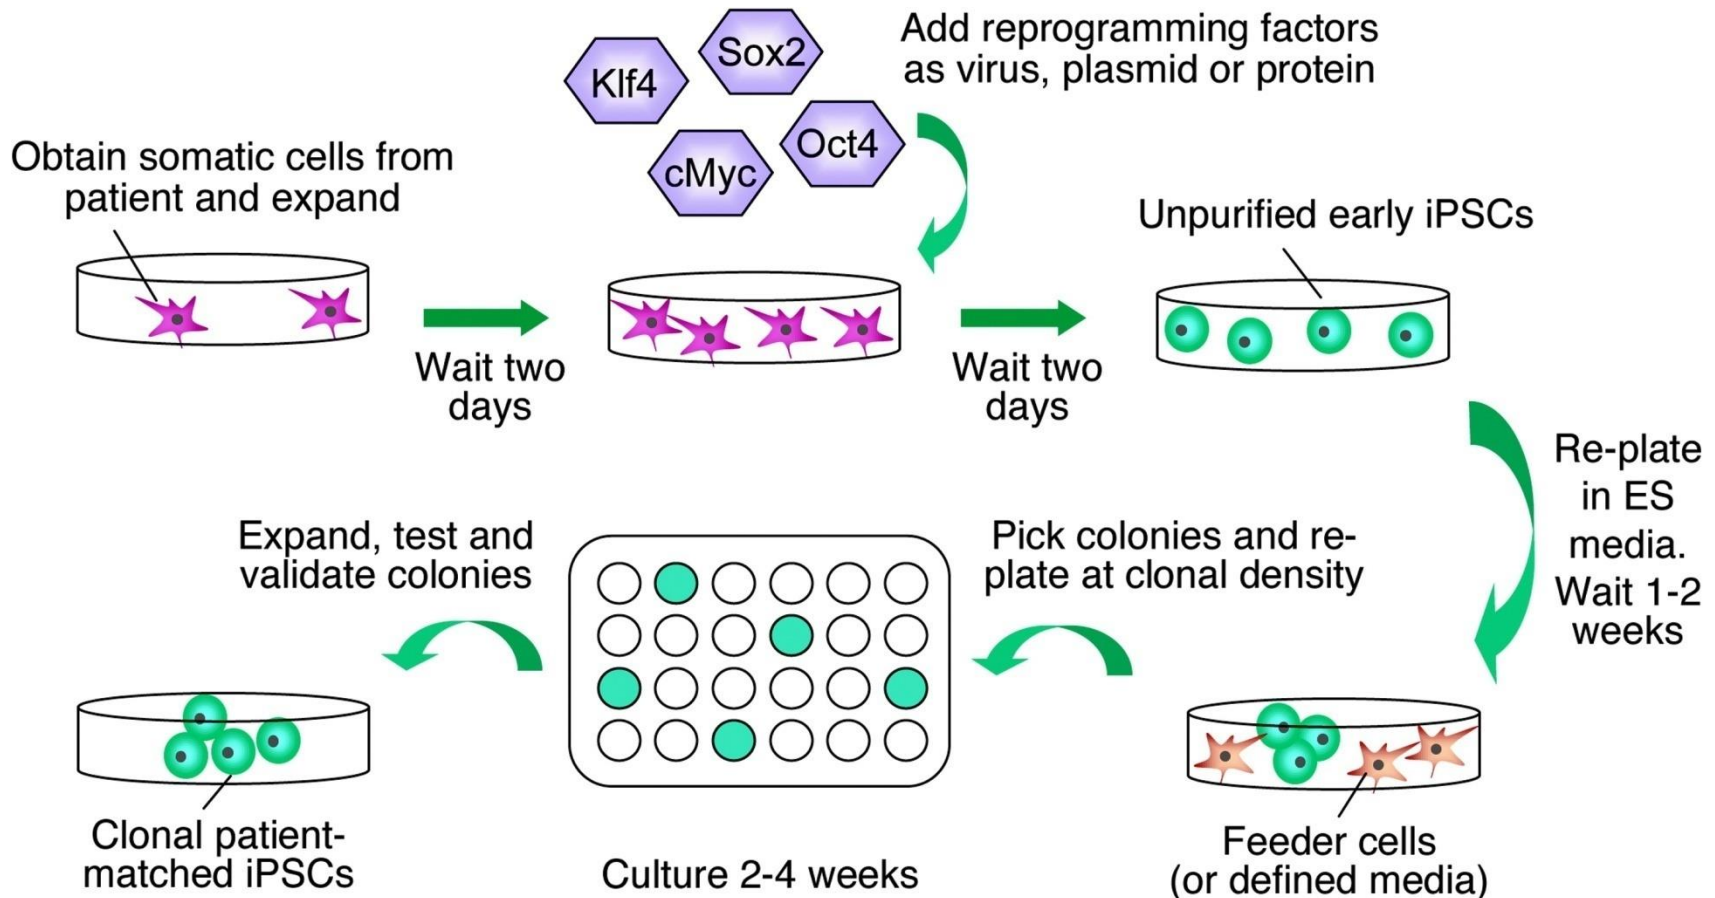 Obtain somatic cells from
patient and expand
Klf4
Sox2
cMyc
Oct4
Add reprogramming factors
as virus, plasmid or protein
Wait two
days
Wait two
days
Unpurified early iPSCs
Re-plate
in ES
media.
Wait 1-2
weeks
Feeder cells
(or defined media)
Pick colonies and re-
plate at clonal density
Culture 2-4 weeks
Expand, test and
validate colonies
Clonal patient-
matched iPSCs